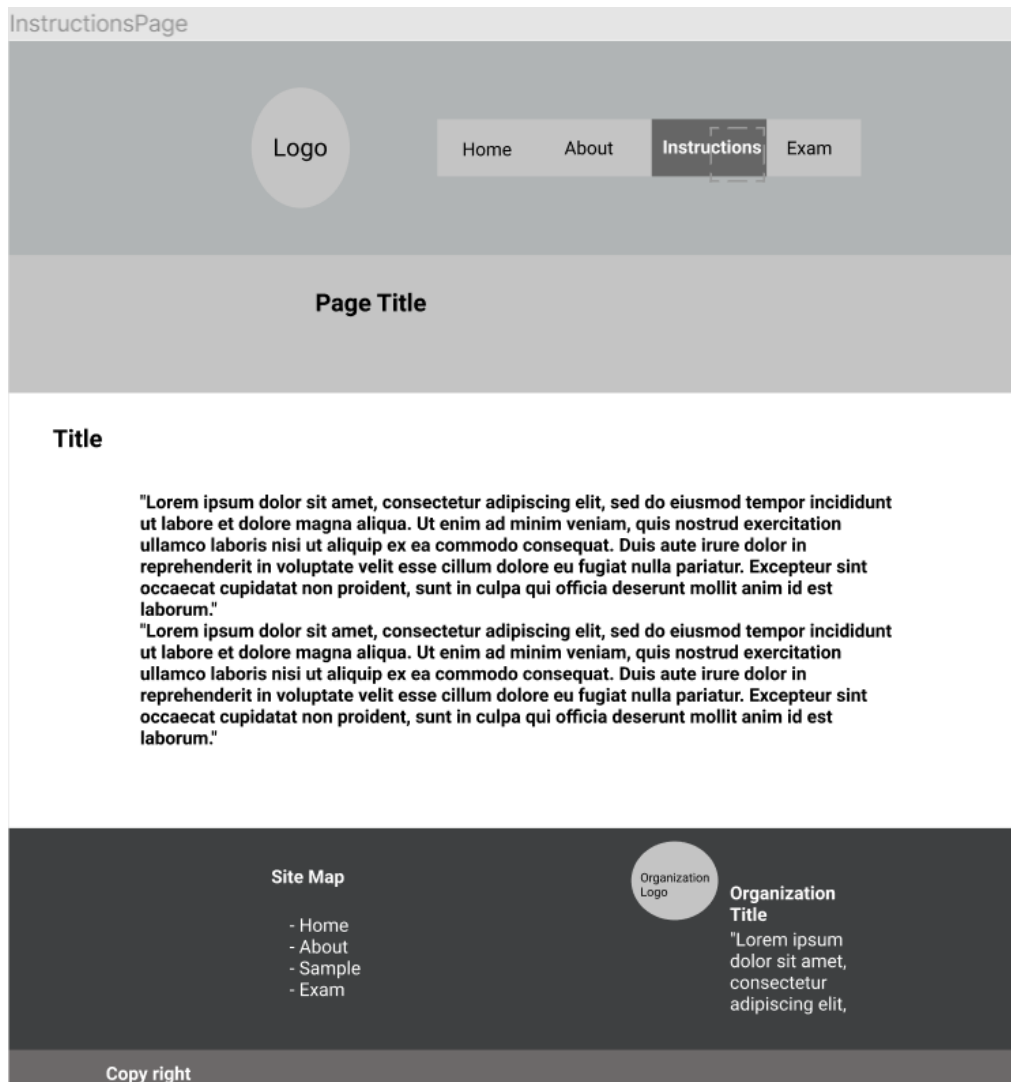 InstructionsPage
Logo
Home
About
Instructions
Exam
Page Title
Title
"Lorem ipsum dolor sit amet, consectetur adipiscing elit, sed do eiusmod tempor incididunt
ut labore et dolore magna aliqua. Ut enim ad minim veniam, quis nostrud exercitation
ullamco laboris nisi ut aliquip ex ea commodo consequat. Duis aute irure dolor in
reprehenderit in voluptate velit esse cillum dolore eu fugiat nulla pariatur. Excepteur sint
occaecat cupidatat non proident, sunt in culpa qui officia deserunt mollit anim id est
laborum."
"Lorem ipsum dolor sit amet, consectetur adipiscing elit, sed do eiusmod tempor incididunt
ut labore et dolore magna aliqua. Ut enim ad minim veniam, quis nostrud exercitation
ullamco laboris nisi ut aliquip ex ea commodo consequat. Duis aute irure dolor in
reprehenderit in voluptate velit esse cillum dolore eu fugiat nulla pariatur. Excepteur sint
occaecat cupidatat non proident, sunt in culpa qui officia deserunt mollit anim id est
laborum."
Site Map
- Home
- About
- Sample
- Exam
Organization
Logo
Organization
Title
"Lorem ipsum
dolor sit amet,
consectetur
adipiscing elit,
Copy right